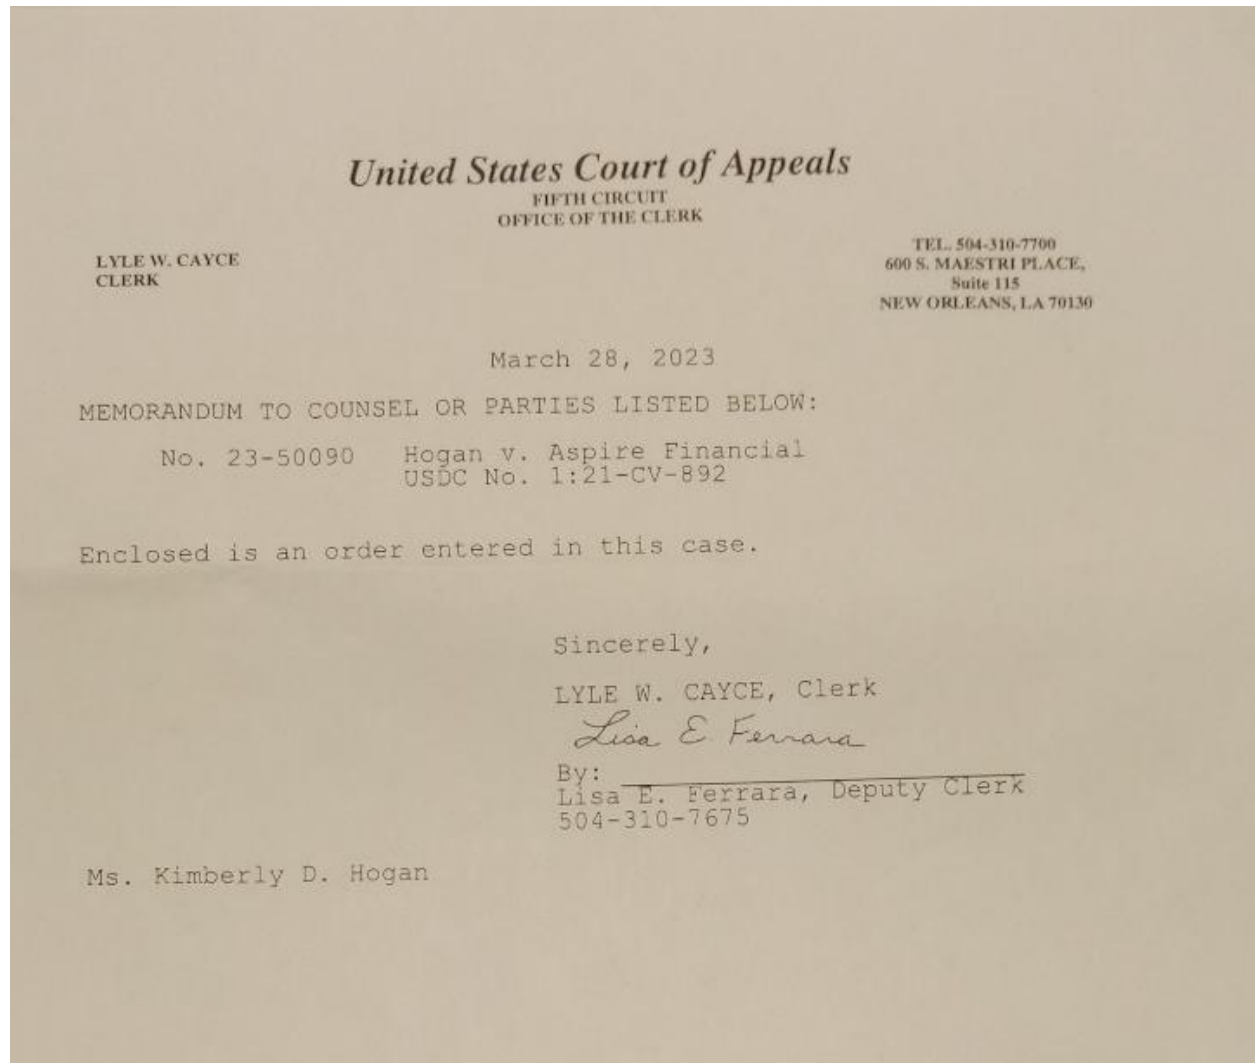 United States Court of Appeals
FIFTH CIRCUIT
OFFICE OF THE CLERK
LYLE W. CAYCE
CLERK
TEL. 504-310-7700
600 S. MAESTRI PLACE,
Suite 115
NEW ORLEANS, LA 70130
March 28, 2023
MEMORANDUM TO COUNSEL OR PARTIES LISTED BELOW:
No. 23-50090 Hogan v. Aspire Financial
USDC No. 1:21-CV-892
Enclosed is an order entered in this case.
Sincerely,
LYLE W. CAYCE, Clerk
Lisa E. Ferrara
By:
Lisa E. Ferrara, Deputy Clerk
504-310-7675
Ms. Kimberly D. Hogan